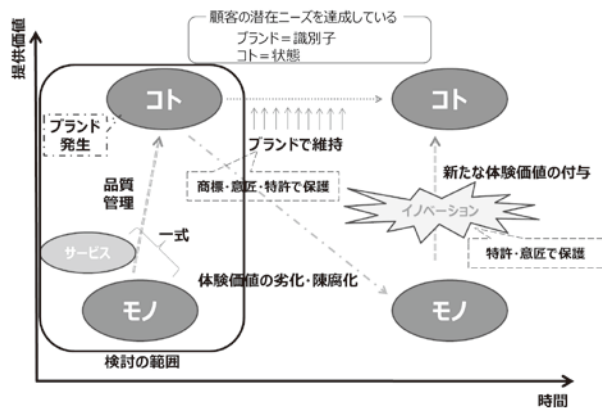 顧客の潜在ニーズを達成している
ブランド＝識別子
コト＝状態
提供価値
コト
コト
ブランド
発生
ブランドで維持
品質
管理
商標・意匠・特許で保護
新たな体験価値の付与
イノベーション
一式
サービス
特許・意匠で保護
体験価値の劣化・陳腐化
モノ
モノ
検討の範囲
時間